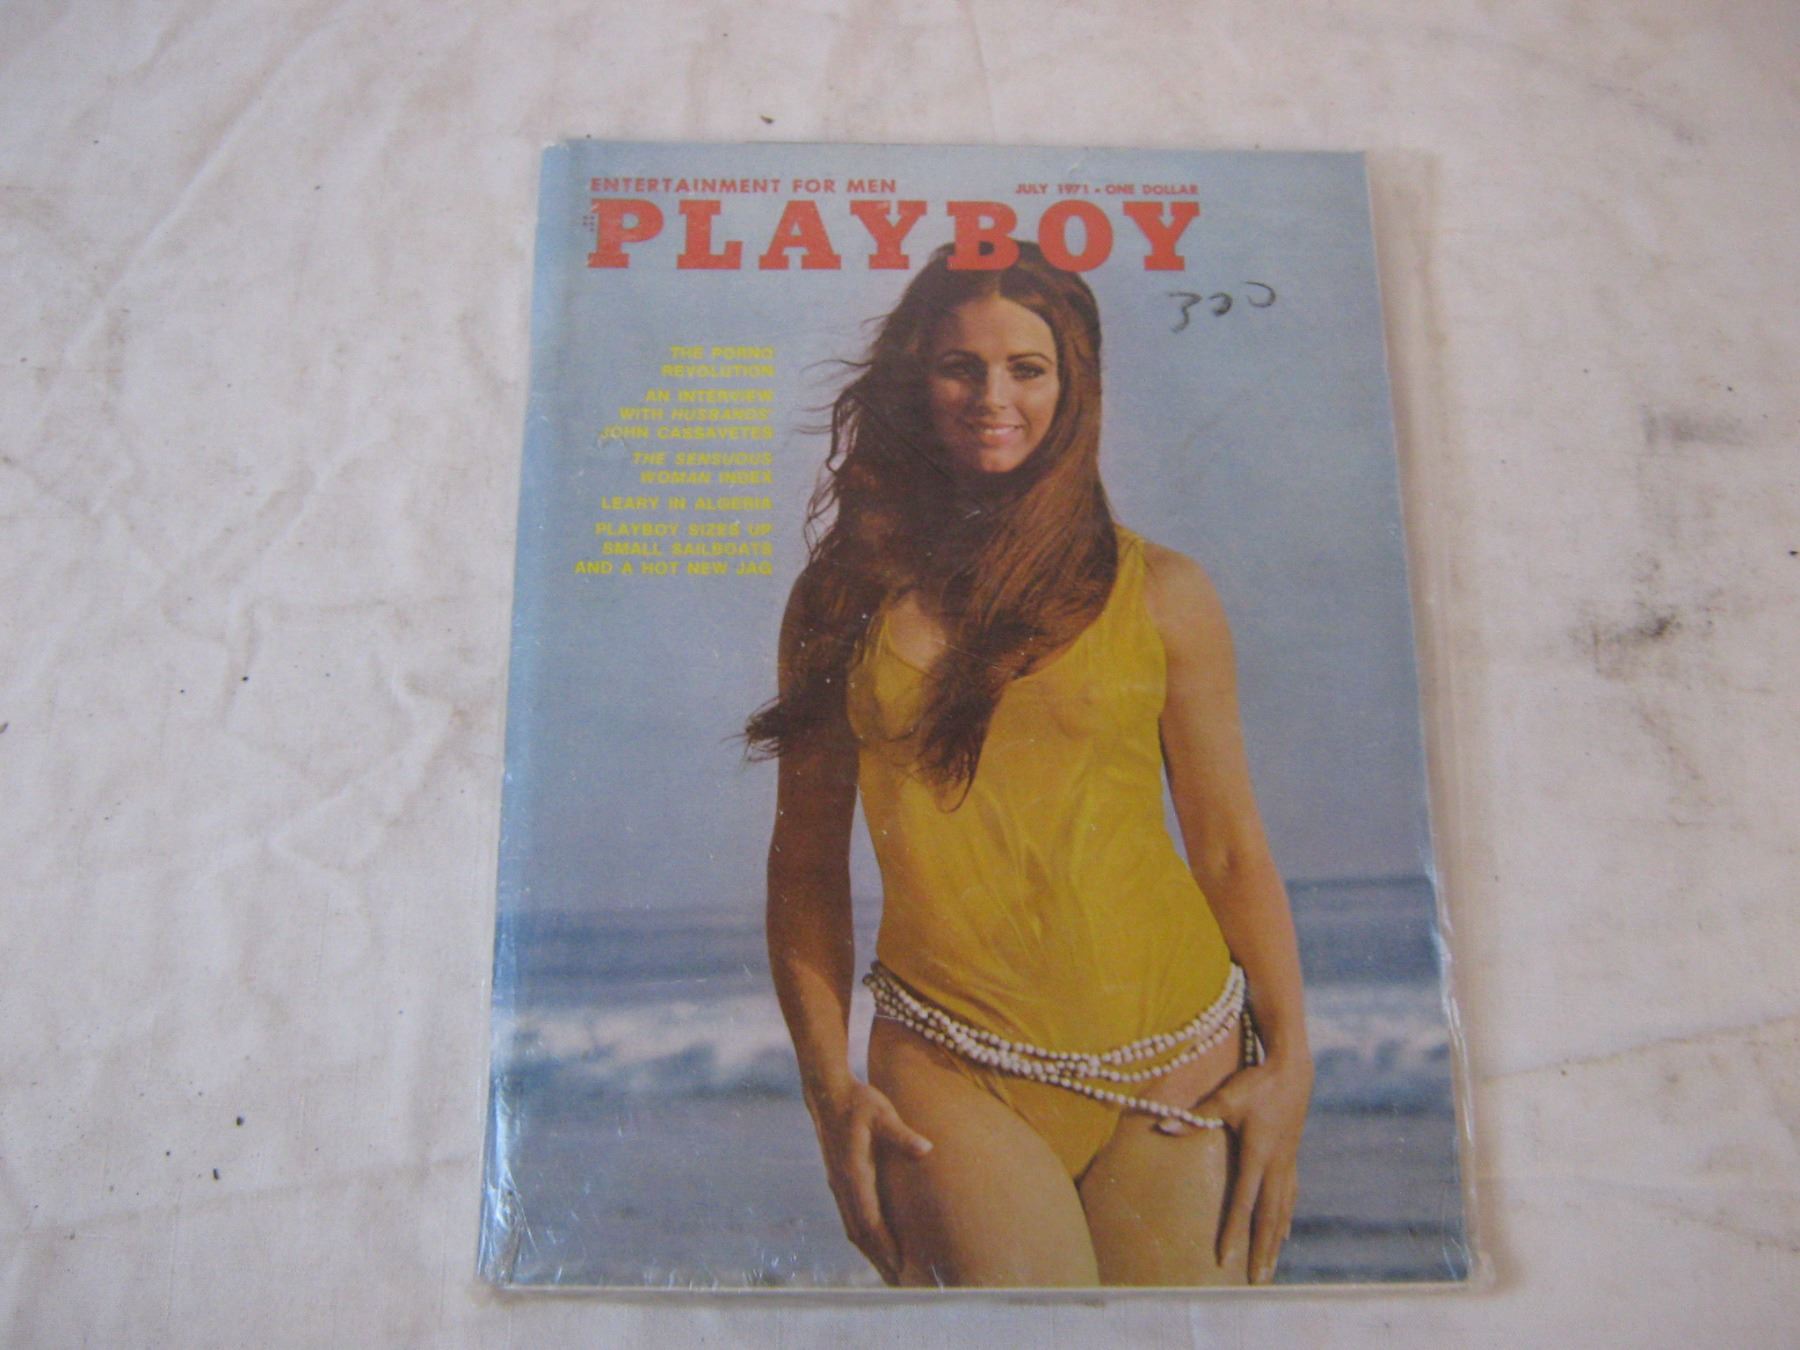 ENTERTAINMENT FOR MEN
JULY 1971 • ONE DOLLAR
PLAYBOY
300
THE PORNO
REVOLUTION
AN INTERVIEW
WITH HUSBANDS'
JOHN CASSAVETES
THE SENSUOUS
WOMAN INDEX
LEARY IN ALGERIA
PLAYBOY SIZES UP
SMALL SAILBOATS
AND A HOT NEW JAG